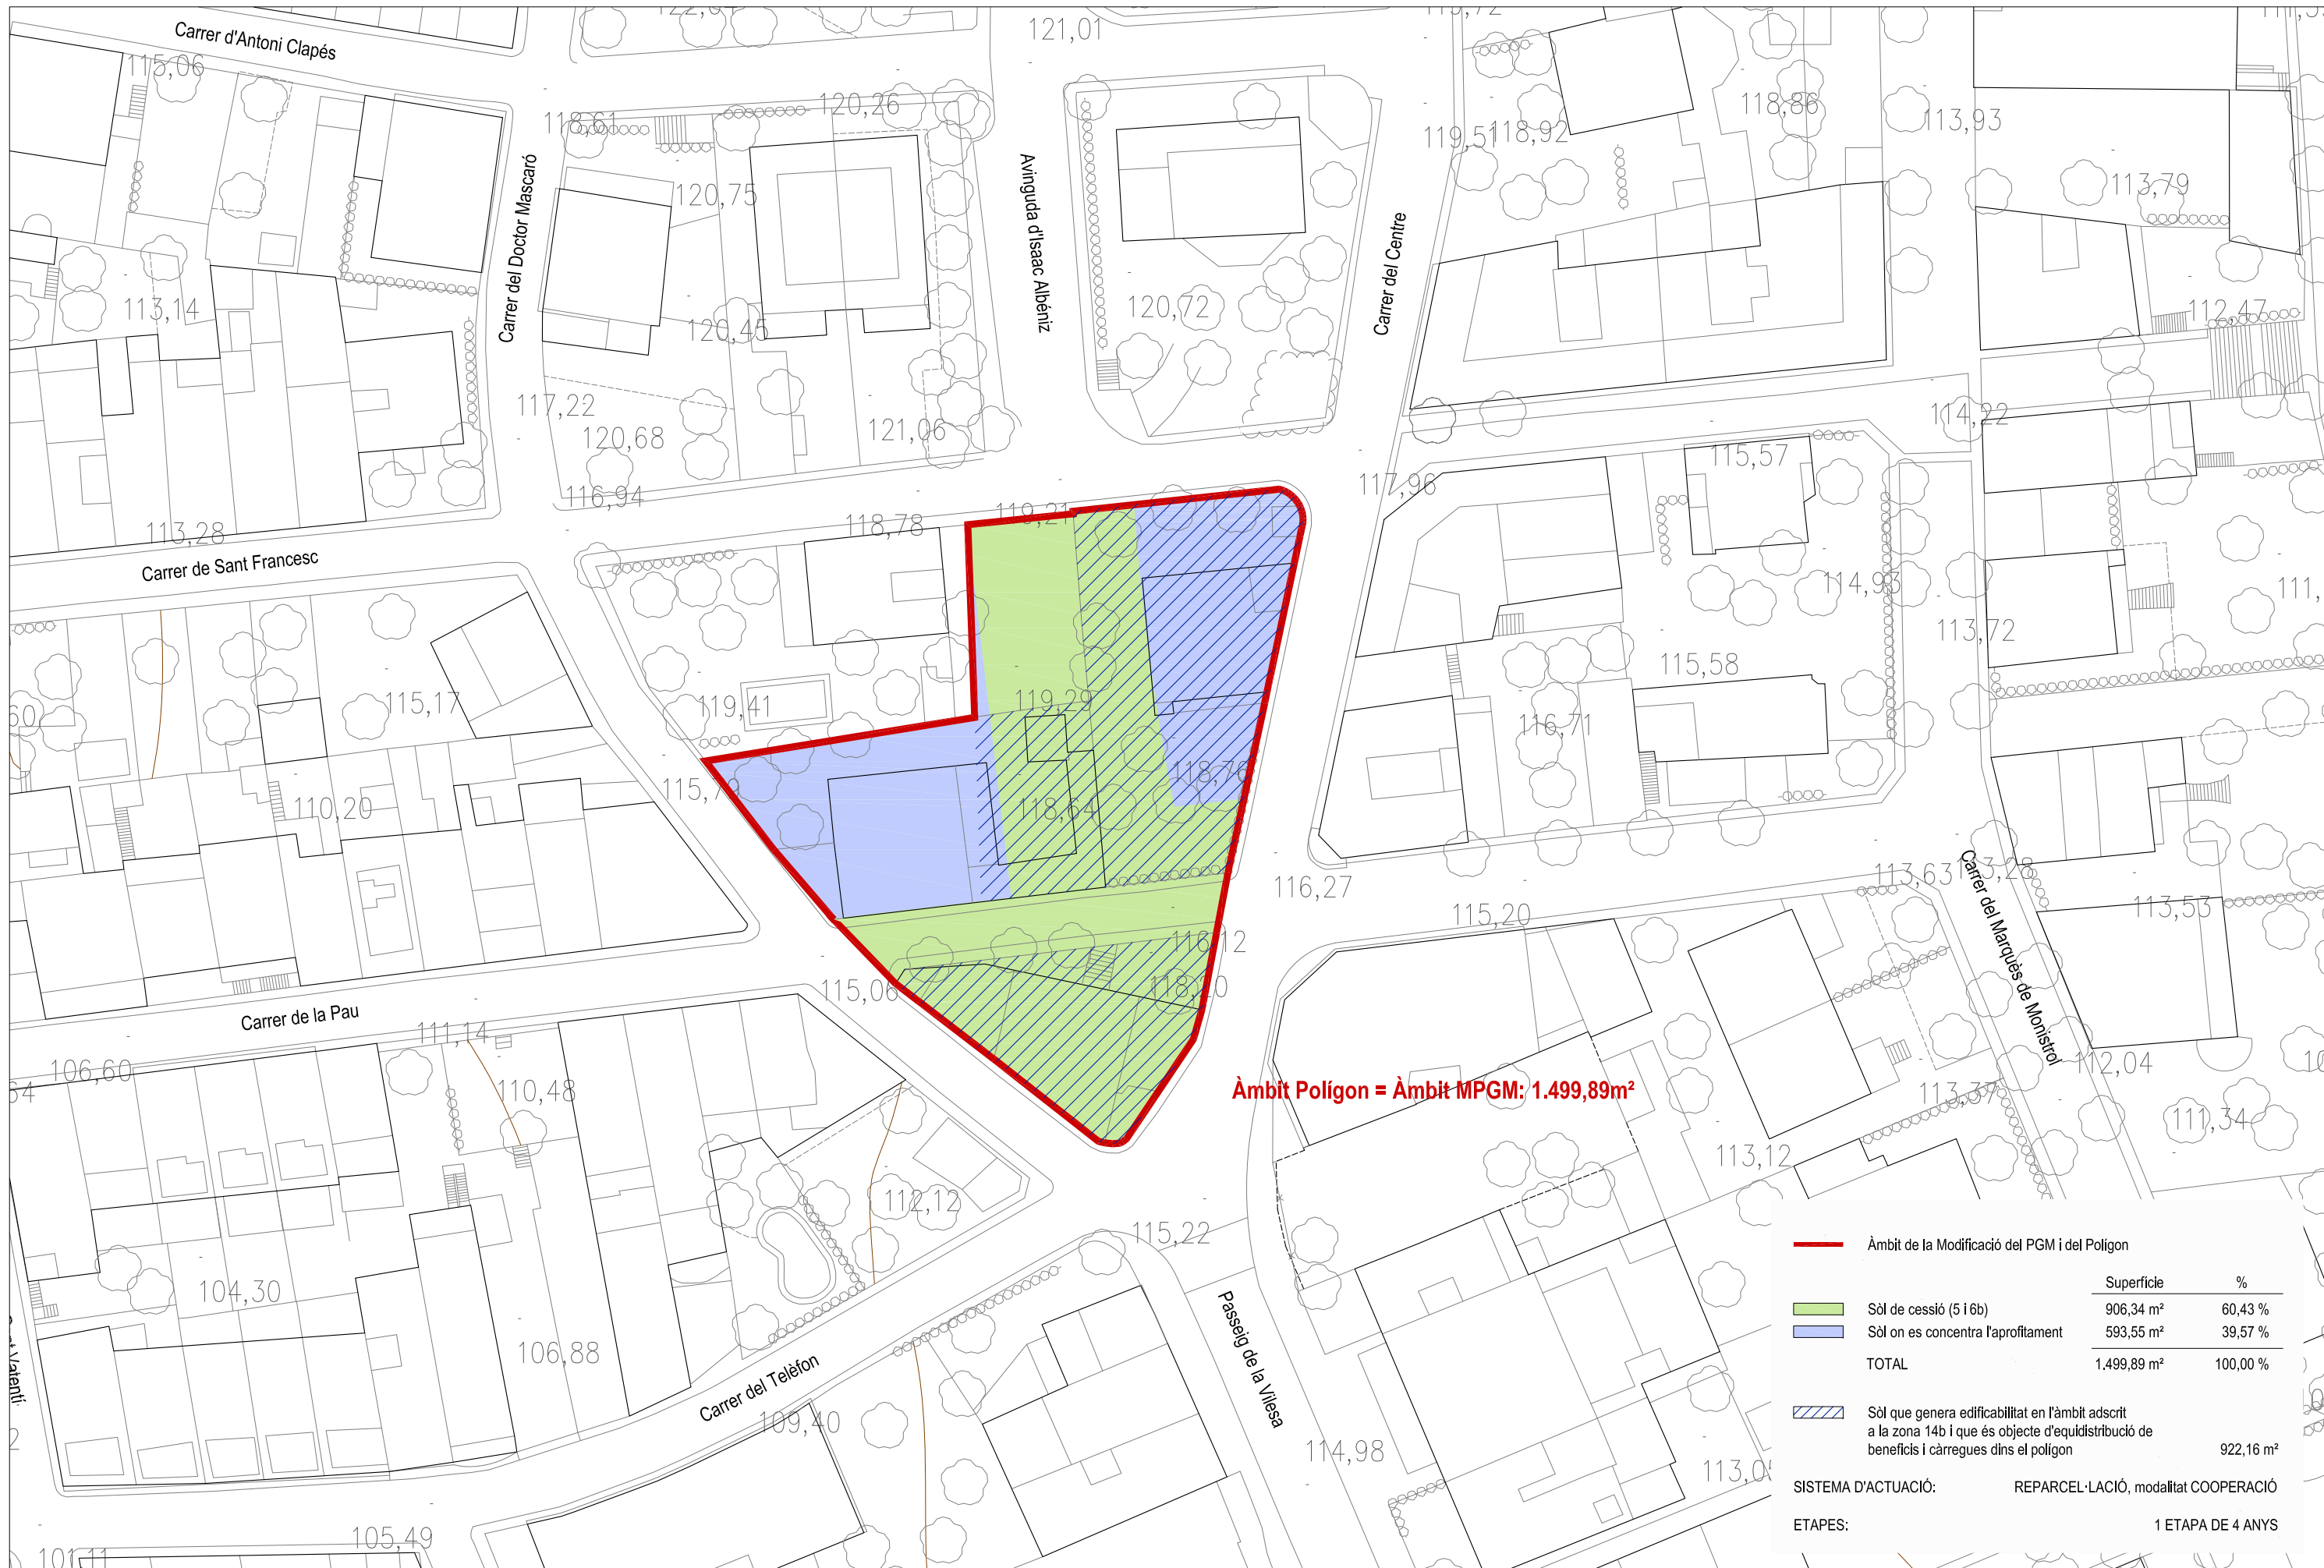 121,01
Carrer d'Antoni Clapés
115,06
118,61
120,26
119,51
118,92
118,86
113,93
Carrer del Doctor Mascaró
Avinguda d'Isaac Albéniz
Carrer del Centre
120,75
113,79
113,14
120,45
120,72
112,47
117,22
120,68
121,06
114,22
115,57
116,94
117,96
113,28
118,78
119,21
Carrer de Sant Francesc
114,93
113,72
115,58
115,17
119,41
119,29
116,71
115,79
118,76
110,20
118,64
116,27
113,63
113,28
115,20
113,53
Carrer del Marquès de Monistrol
116,12
115,06
118,20
Carrer de la Pau
111,14
106,60
110,48
Àmbit Polígon = Àmbit MPGM: 1.499,89m²
112,04
113,37
111,34
113,12
112,12
115,22
104,30
106,88
Passeig de la Vilesa
Carrer del Telèfon
109,40
114,98
105,49
101,11
Àmbit de la Modificació del PGM i del Polígon
Superfície %
Sòl de cessió (5 i 6b) 906,34 m² 60,43 %
Sòl on es concentra l'aprofitament 593,55 m² 39,57 %
TOTAL 1.499,89 m² 100,00 %
Sòl que genera edificabilitat en l'àmbit adscrit
a la zona 14b i que és objecte d'equidistribució de
beneficis i càrregues dins el polígon 922,16 m²
SISTEMA D'ACTUACIÓ: REPARCEL·LACIÓ, modalitat COOPERACIÓ
ETAPES: 1 ETAPA DE 4 ANYS